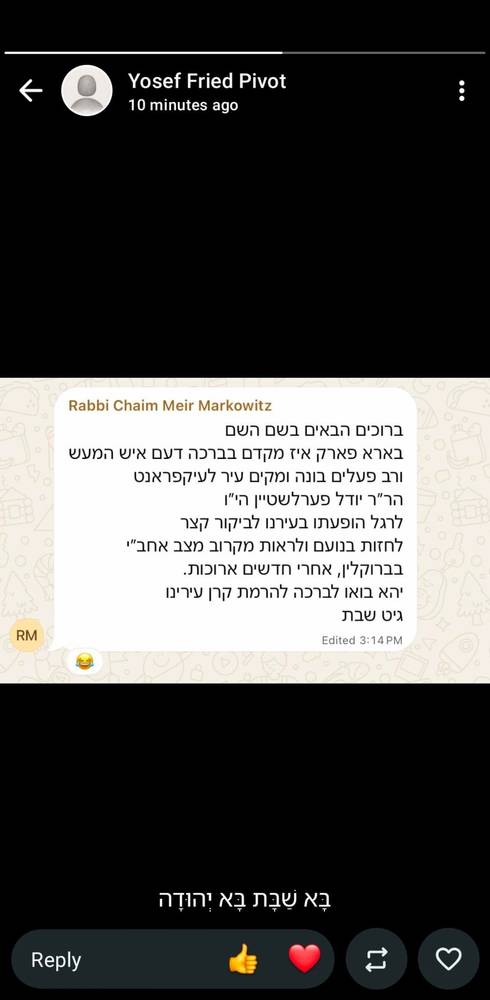 Yosef Fried Pivot
10 minutes ago
Rabbi Chaim Meir Markowitz
ברוכים הבאים בשם השם
בארא פארק איז מקדם בברכה דעם איש המעש
ורב פעלים בונה ומקים עיר לעיקפראנט
הר״ר יודל פערלשטיין הי״ו
לרגל הופעתו בעירנו לביקור קצר
לחזות בנועם ולראות מקרוב מצב אחב״י
בברוקלין, אחרי חדשים ארוכות.
יהא בואו לברכה להרמת קרן עירינו
גיט שבת
Edited 3:14 PM
RM
😂
בָּא שַׁבָּת בָּא יְהוּדָה
Reply 👍 ❤️